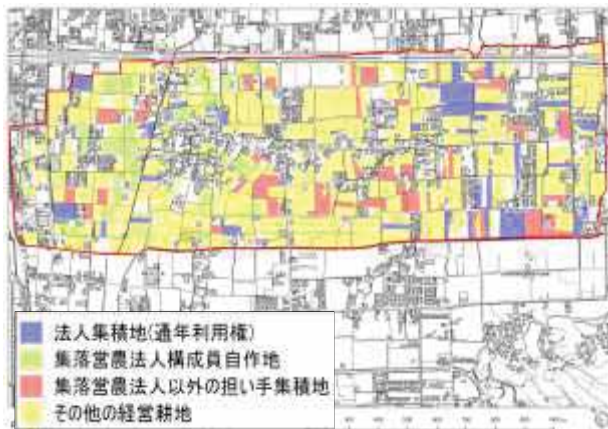 法人集積地(通年利用権)
集落営農法人構成員自作地
集落営農法人以外の担い手集積地
その他の経営耕地